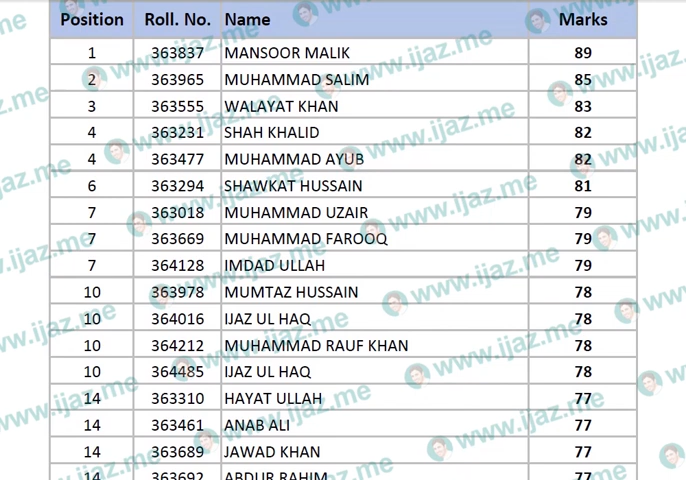 Position Roll. No. Name Marks
1 363837 MANSOOR MALIK 89
2 363965 MUHAMMAD SALIM 85
3 363555 WALAYAT KHAN 83
4 363231 SHAH KHALID 82
4 363477 MUHAMMAD AYUB 82
6 363294 SHAWKAT HUSSAIN 81
7 363018 MUHAMMAD UZAIR 79
7 363669 MUHAMMAD FAROOQ 79
7 364128 IMDAD ULLAH 79
10 363978 MUMTAZ HUSSAIN 78
10 364016 IJAZ UL HAQ 78
10 364212 MUHAMMAD RAUF KHAN 78
10 364485 IJAZ UL HAQ 78
14 363310 HAYAT ULLAH 77
14 363461 ANAB ALI 77
14 363689 JAWAD KHAN 77
14 363692 ABDUR RAHIM 77
www.ijaz.me